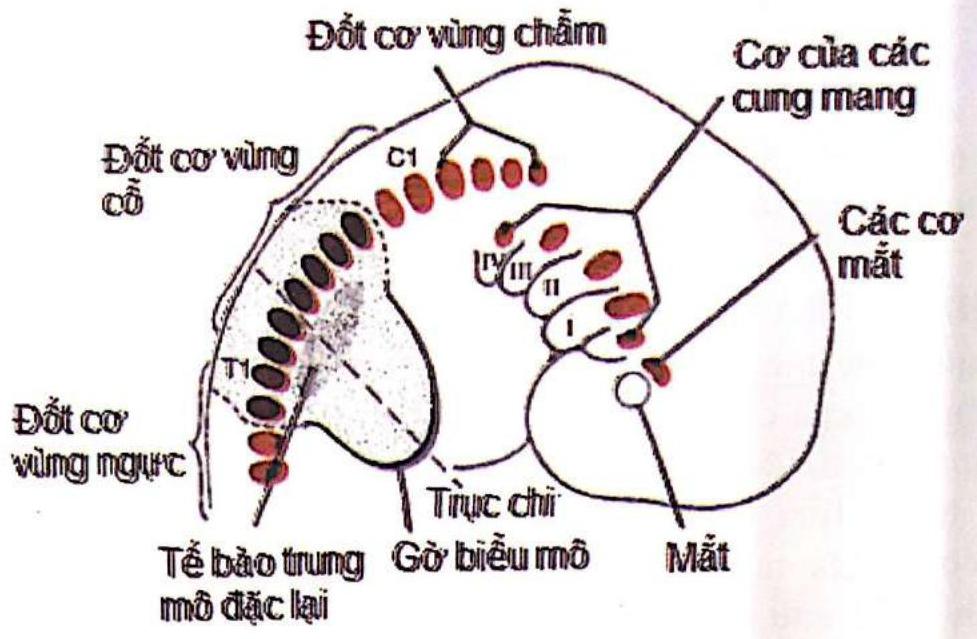 Đốt cơ vùng chẩm
Cơ của các
cung mang
Đốt cơ vùng
cổ
C1
Các cơ
mắt
IV
III
II
I
T1
Đốt cơ
vùng ngực
Trục chi
Tế bào trung
mô đặc lại
Gờ biểu mô
Mắt